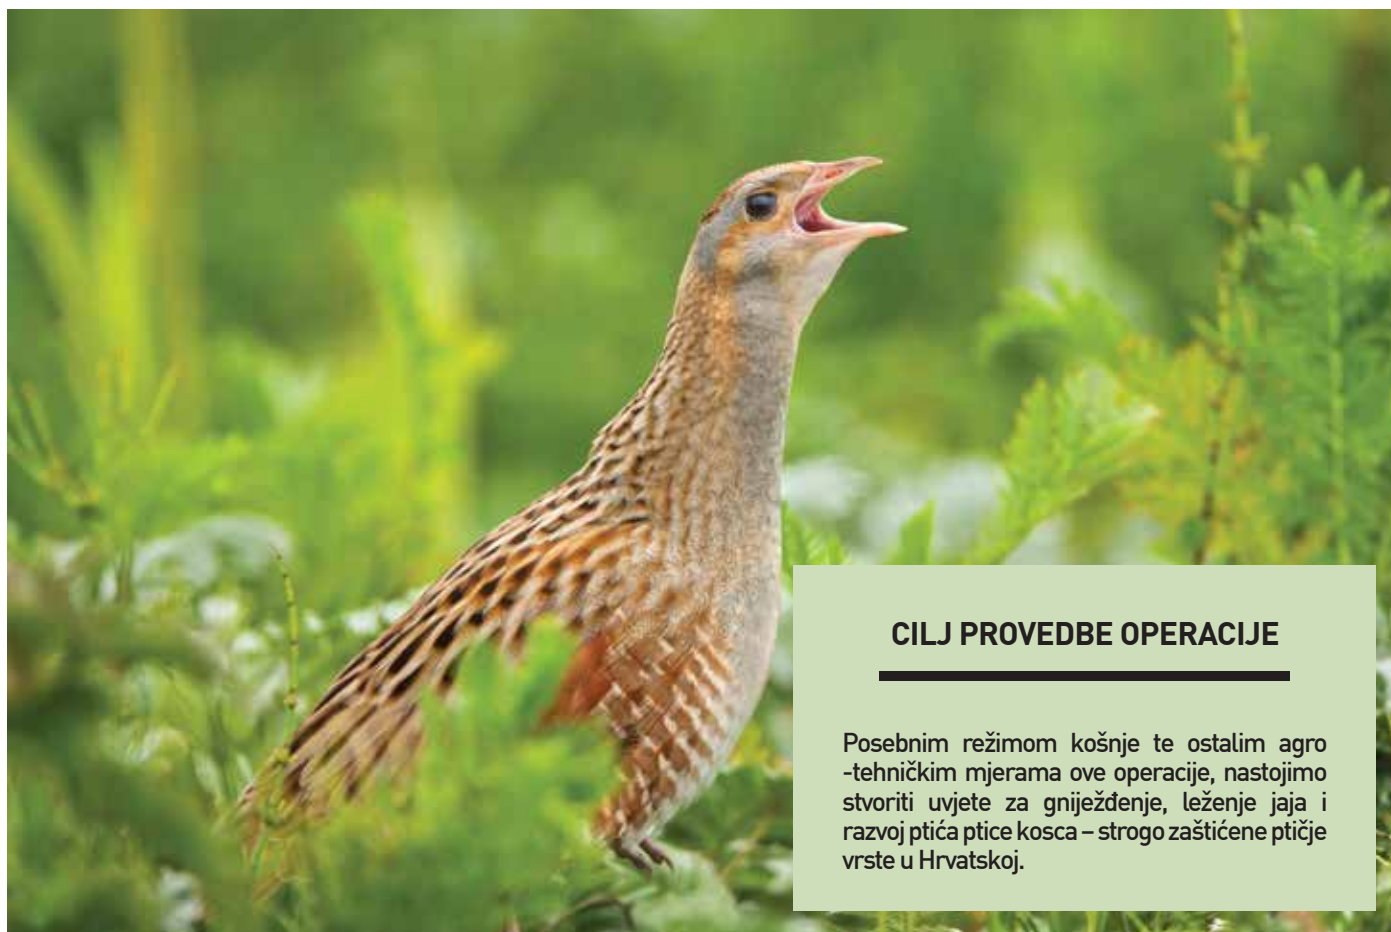 CILJ PROVEDBE OPERACIJE
Posebnim režimom košnje te ostalim agro
-tehničkim mjerama ove operacije, nastojimo
stvoriti uvjete za gniježđenje, leženje jaja i
razvoj ptića ptice kosca – strogo zaštićene ptičje
vrste u Hrvatskoj.